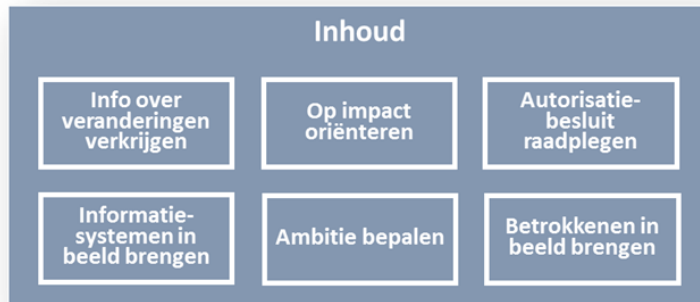 Inhoud
Info over
veranderingen
verkrijgen
Op impact
oriënteren
Autorisatie-
besluit
raadplegen
Informatie-
systemen in
beeld brengen
Ambitie bepalen
Betrokkenen in
beeld brengen